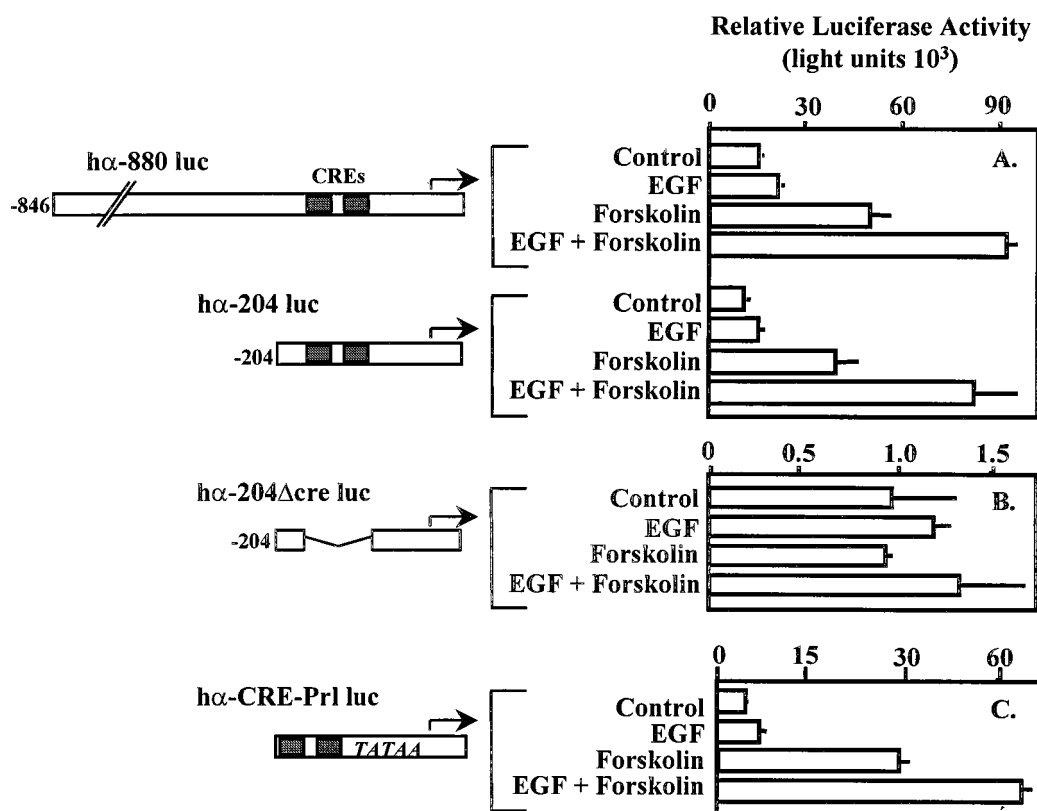 Relative Luciferase Activity
(light units 10³)
0 30 60 90
hα-880 luc
CREs
-846
Control
EGF
Forskolin
EGF + Forskolin
A.
hα-204 luc
-204
Control
EGF
Forskolin
EGF + Forskolin
0 0.5 1.0 1.5
hα-204Δcre luc
-204
Control
EGF
Forskolin
EGF + Forskolin
B.
0 15 30 60
hα-CRE-Prl luc
TATAA
Control
EGF
Forskolin
EGF + Forskolin
C.